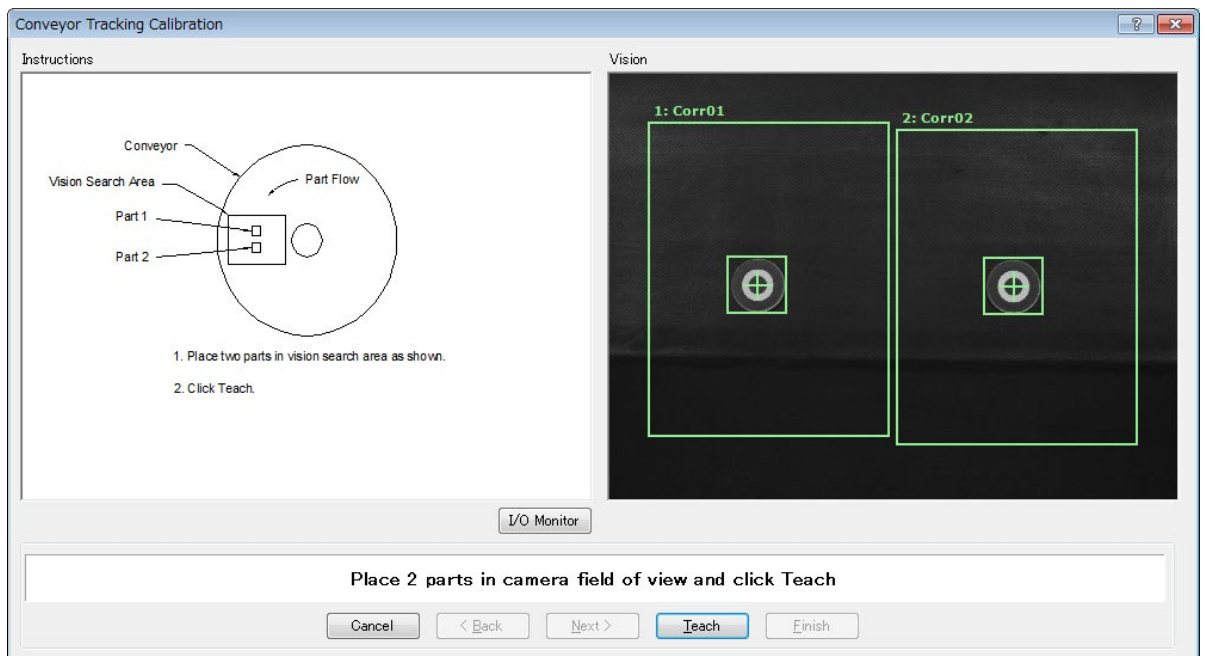 Conveyor Tracking Calibration
Instructions
Conveyor
Vision Search Area
Part Flow
Part 1
Part 2
1. Place two parts in vision search area as shown.
2. Click Teach.
Vision
1: Corr01
2: Corr02
I/O Monitor
Place 2 parts in camera field of view and click Teach
Cancel
< Back
Next >
Teach
Finish